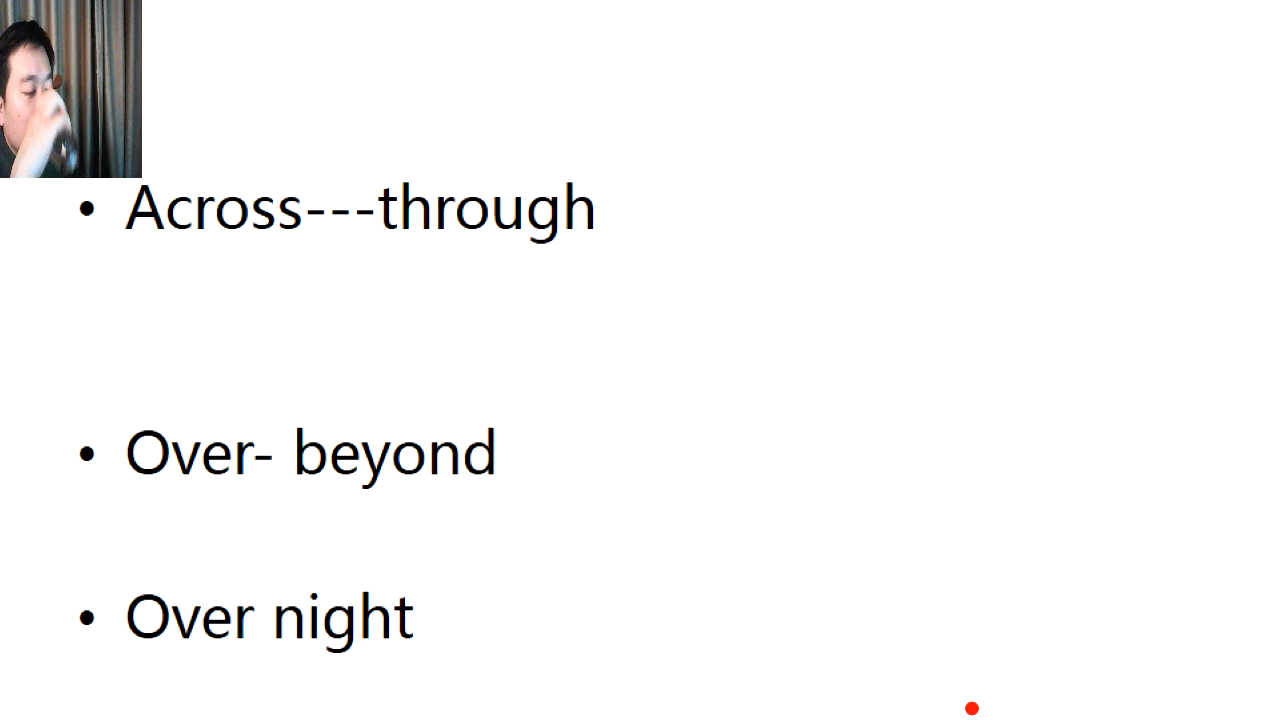 • Across---through
• Over- beyond
• Over night